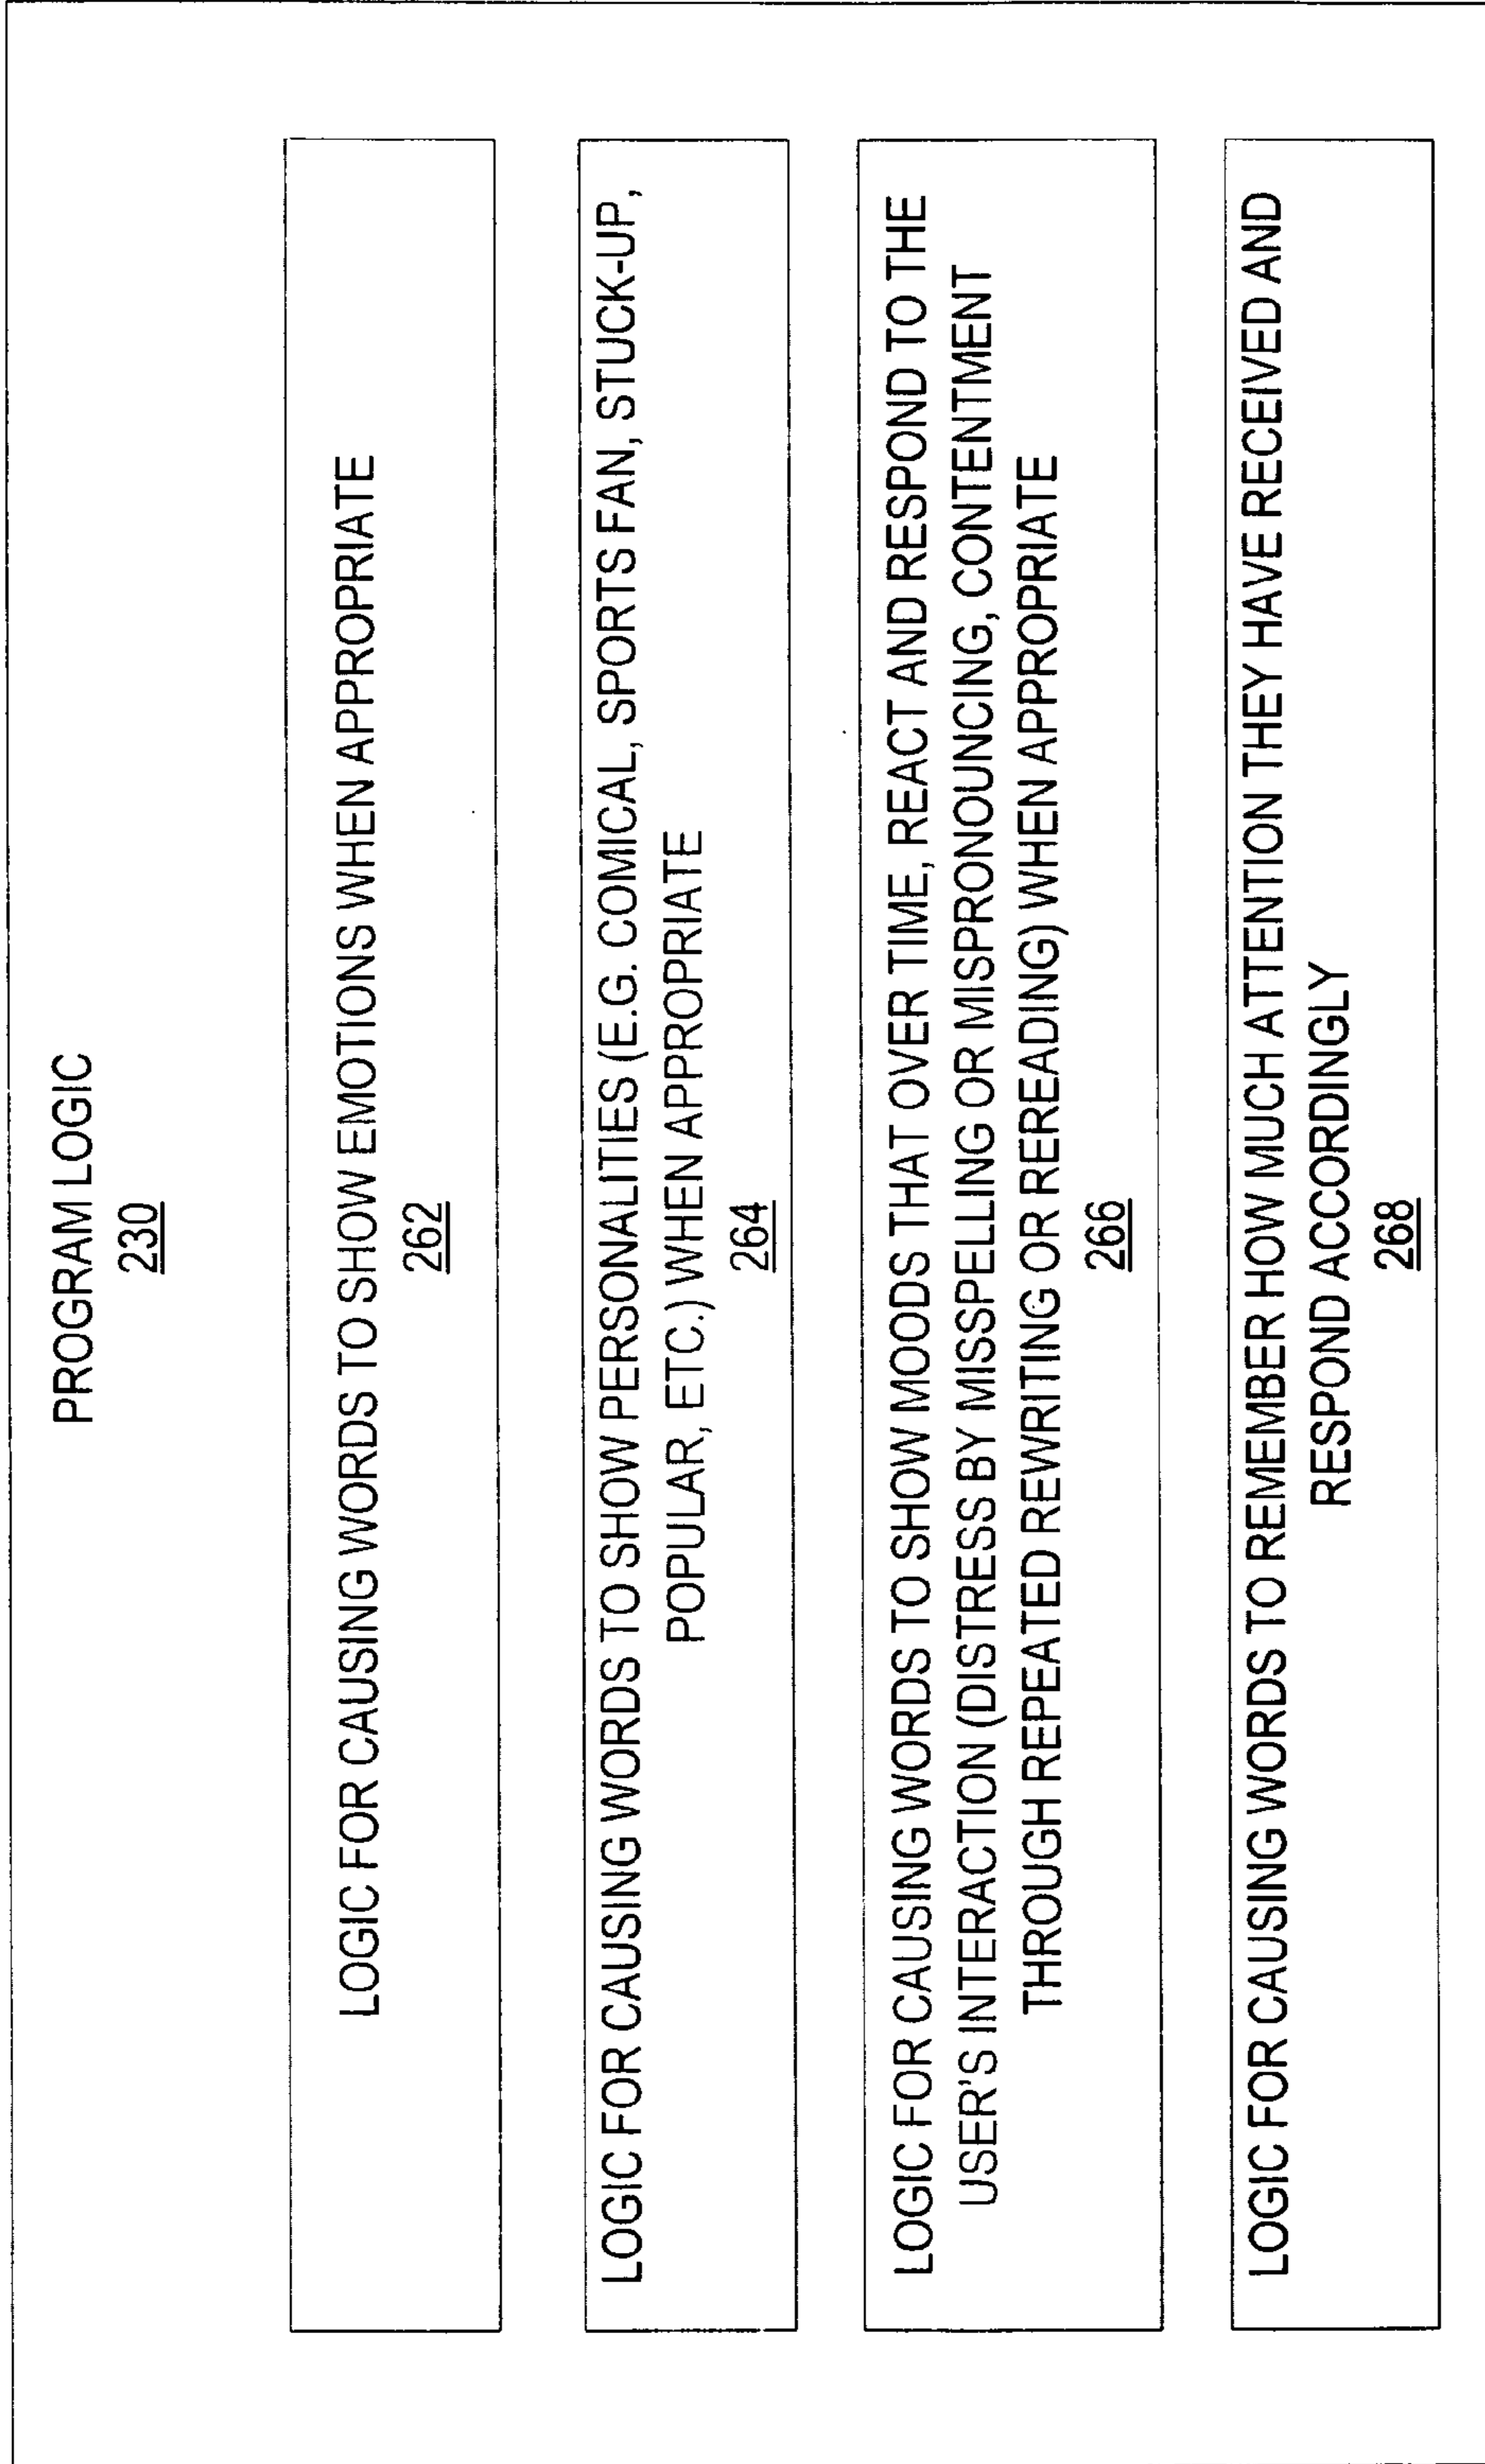 PROGRAM LOGIC
230
LOGIC FOR CAUSING WORDS TO SHOW EMOTIONS WHEN APPROPRIATE
262
LOGIC FOR CAUSING WORDS TO SHOW PERSONALITIES (E.G. COMICAL, SPORTS FAN, STUCK-UP,
POPULAR, ETC.) WHEN APPROPRIATE
264
LOGIC FOR CAUSING WORDS TO SHOW MOODS THAT OVER TIME, REACT AND RESPOND TO THE
USER'S INTERACTION (DISTRESS BY MISSPELLING OR MISPRONOUNCING, CONTENTMENT
THROUGH REPEATED REWRITING OR REREADING) WHEN APPROPRIATE
266
LOGIC FOR CAUSING WORDS TO REMEMBER HOW MUCH ATTENTION THEY HAVE RECEIVED AND
RESPOND ACCORDINGLY
268